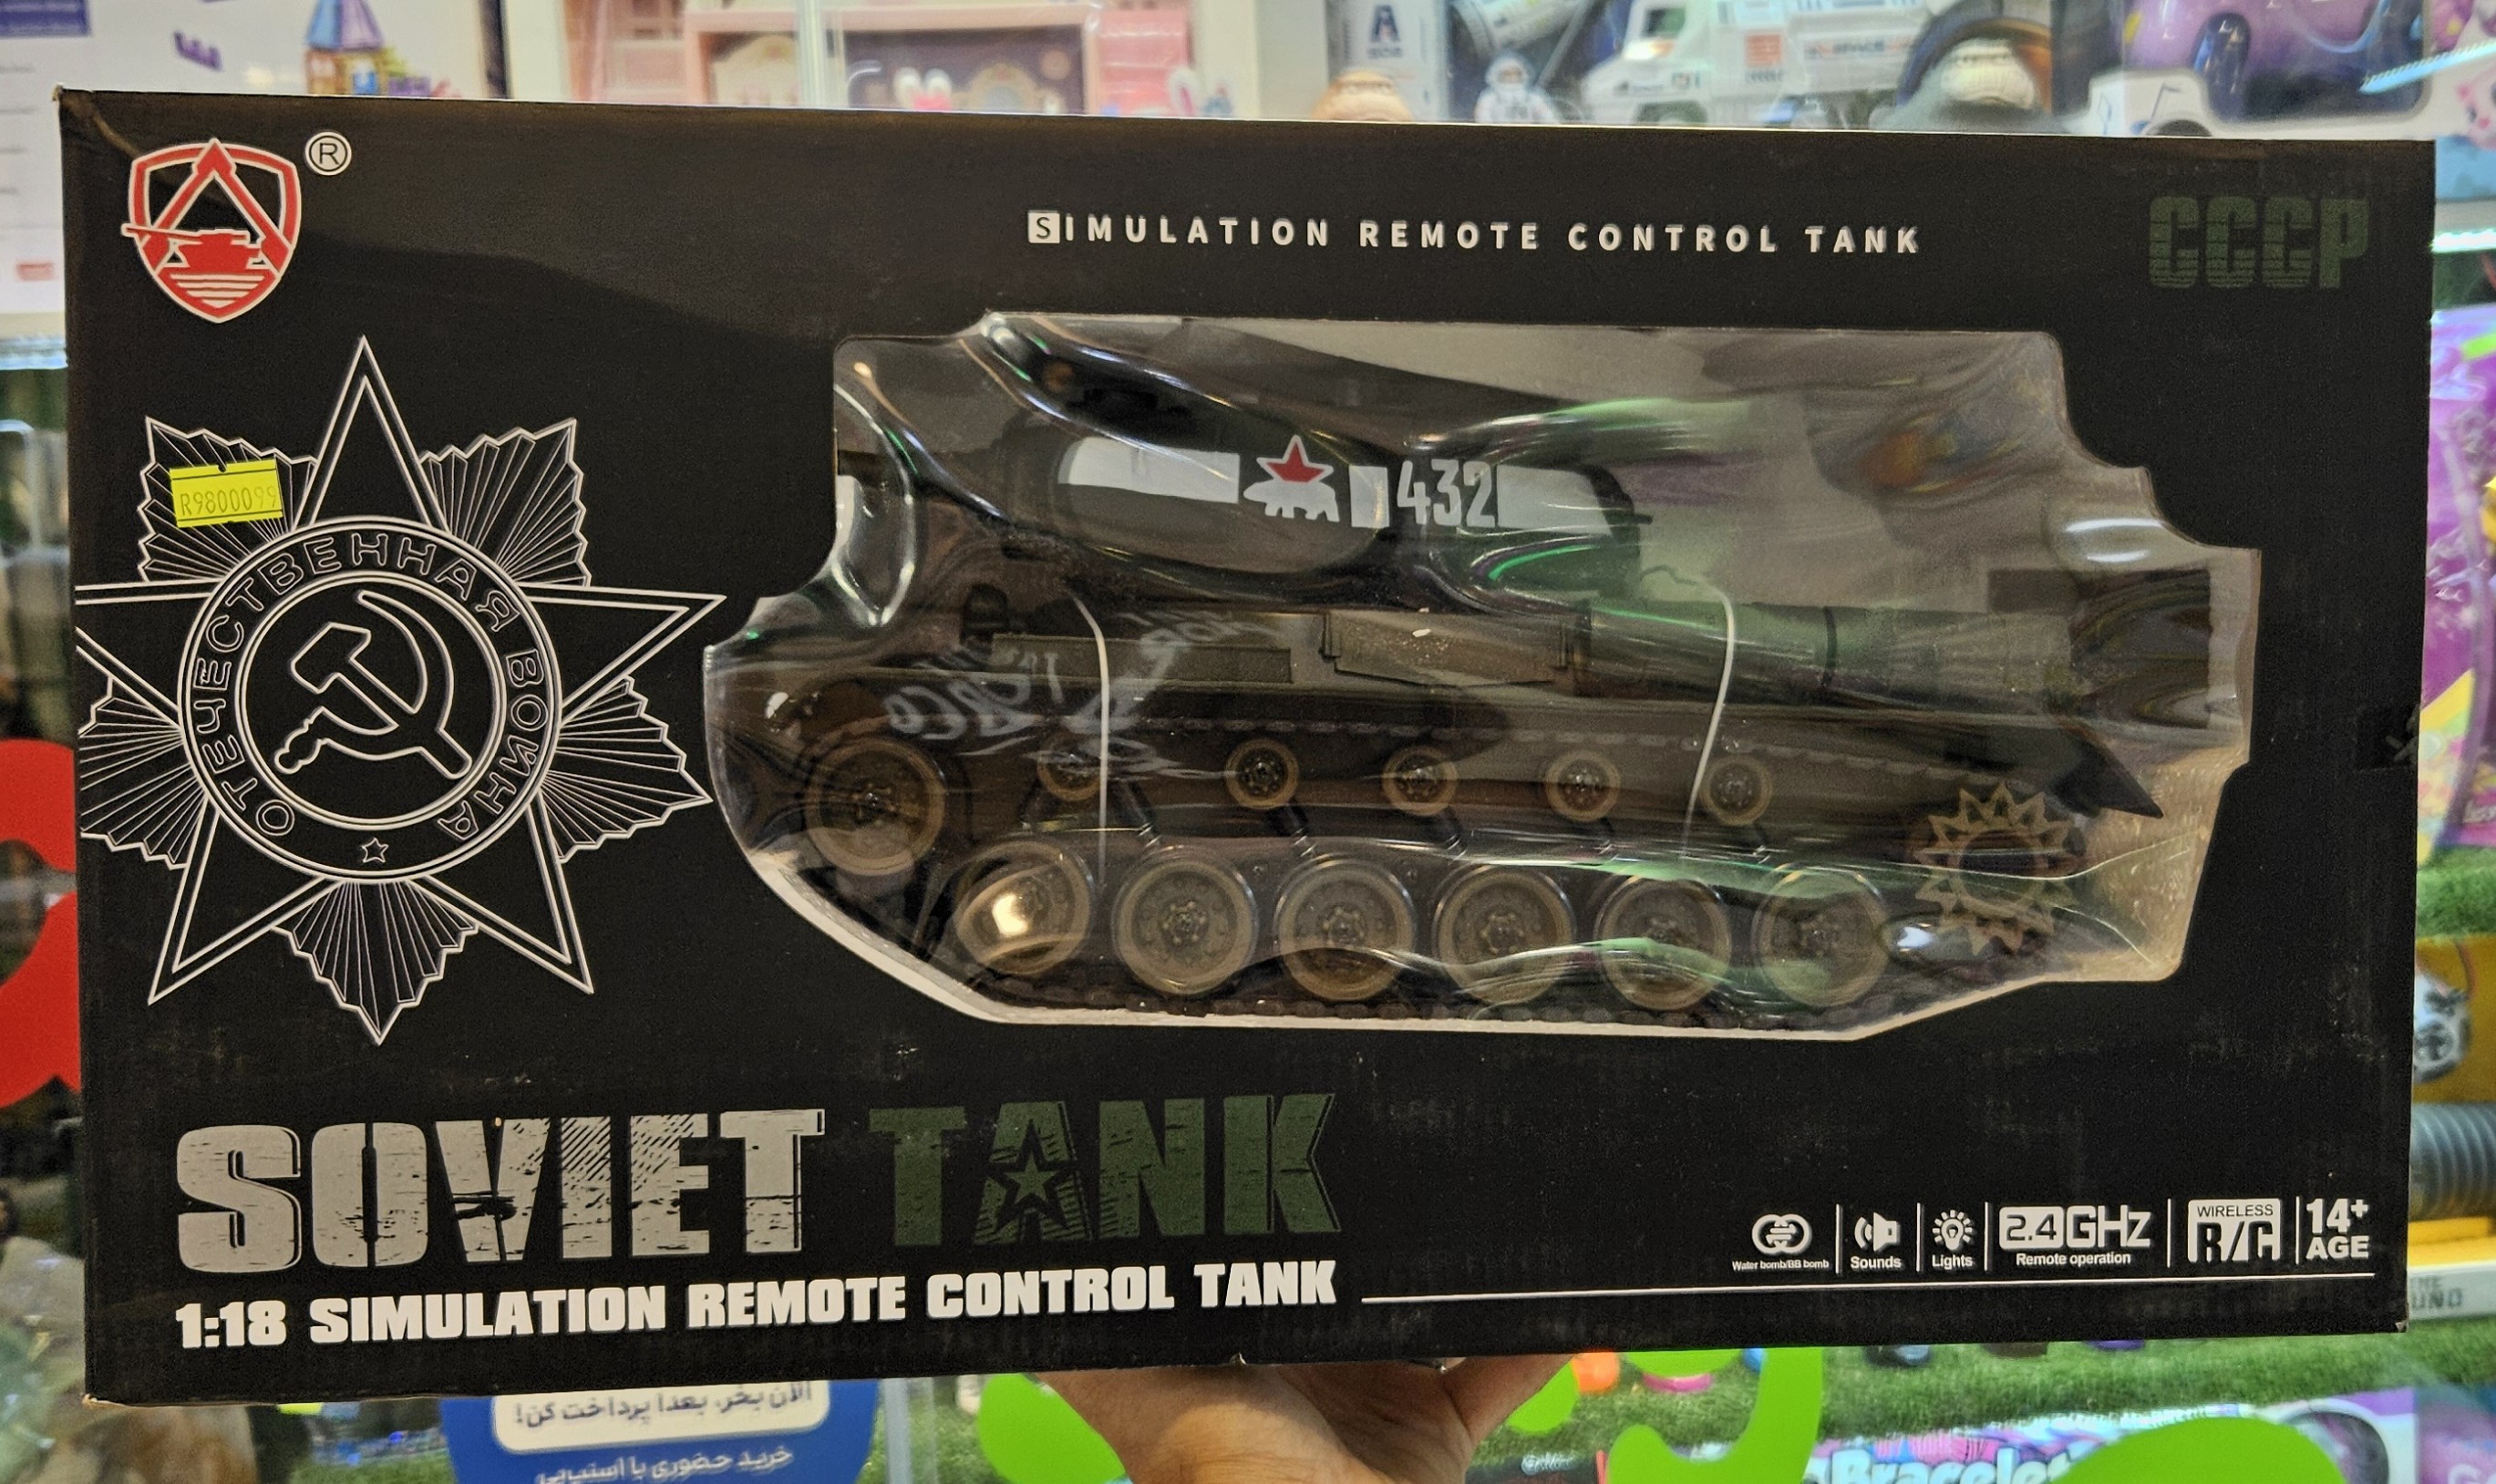 ®
SIMULATION REMOTE CONTROL TANK
CCCP
432
R9800099
ОТЕЧЕСТВЕННАЯ ВОЙНА
SOVIET TANK
1:18 SIMULATION REMOTE CONTROL TANK
Water bomb/BB bomb
Sounds
Lights
2.4GHz
Remote operation
WIRELESS
R/C
14+
AGE
الان بخر، بعدا پرداخت کن!
خرید حضوری با اسنپ‌پی
Bracelet